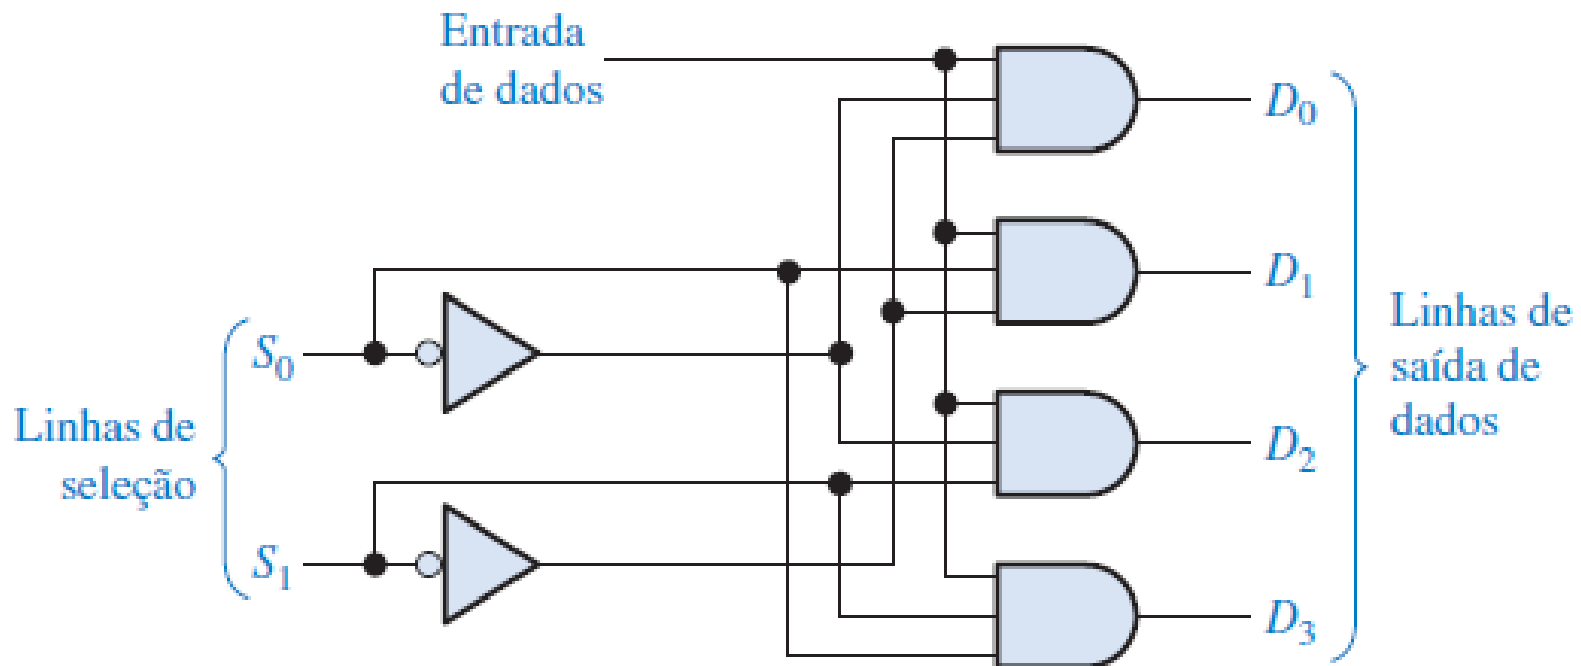 Entrada
de dados
D₀
D₁
S₀
Linhas de
seleção
S₁
D₂
D₃
Linhas de
saída de
dados